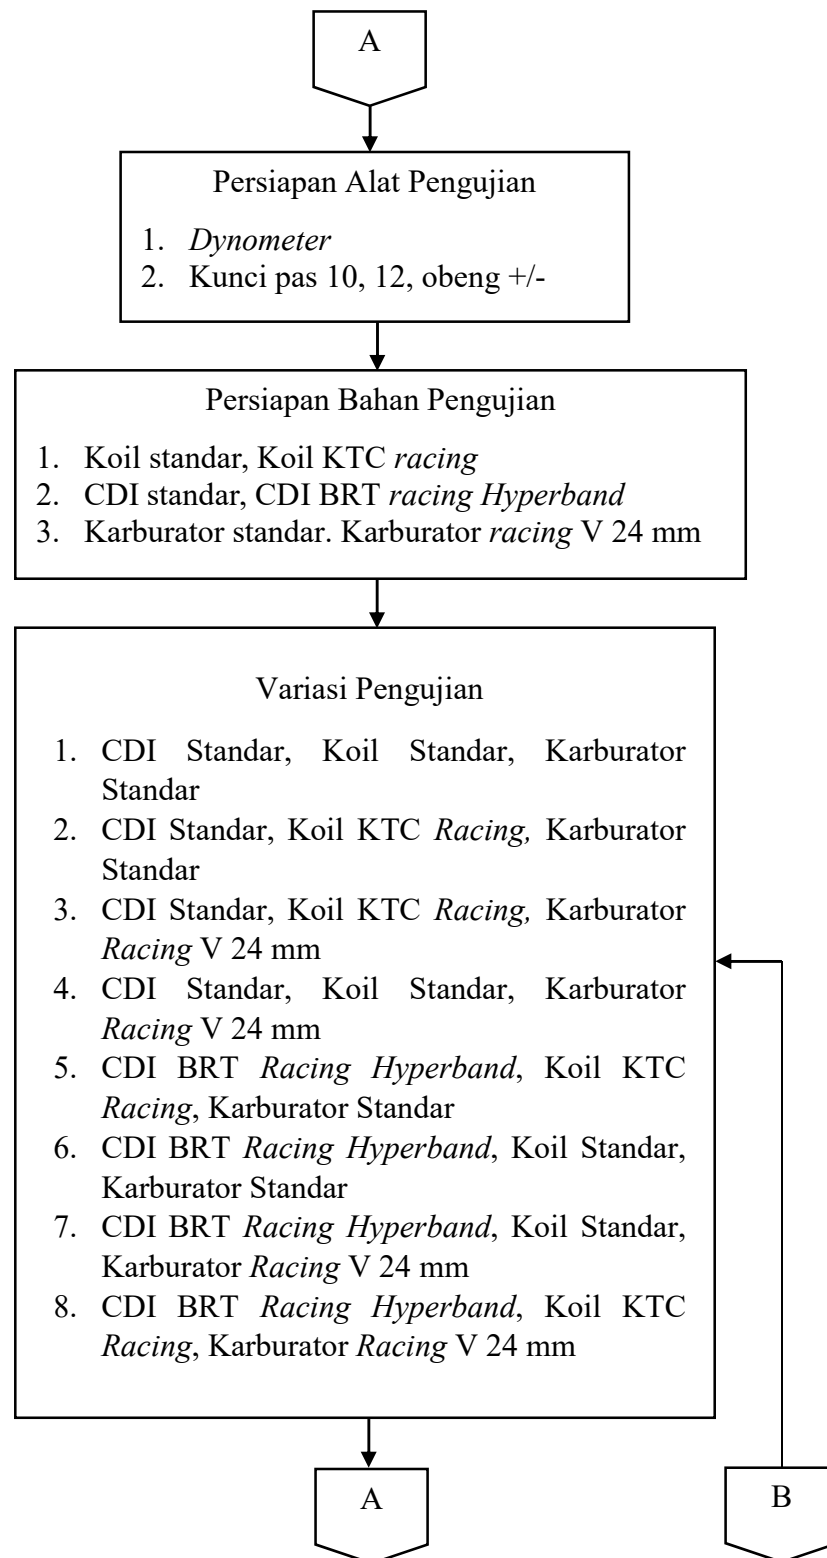 A
Persiapan Alat Pengujian
1. Dynometer
2. Kunci pas 10, 12, obeng +/-
Persiapan Bahan Pengujian
1. Koil standar, Koil KTC racing
2. CDI standar, CDI BRT racing Hyperband
3. Karburator standar. Karburator racing V 24 mm
Variasi Pengujian
1. CDI Standar, Koil Standar, Karburator
Standar
2. CDI Standar, Koil KTC Racing, Karburator
Standar
3. CDI Standar, Koil KTC Racing, Karburator
Racing V 24 mm
4. CDI Standar, Koil Standar, Karburator
Racing V 24 mm
5. CDI BRT Racing Hyperband, Koil KTC
Racing, Karburator Standar
6. CDI BRT Racing Hyperband, Koil Standar,
Karburator Standar
7. CDI BRT Racing Hyperband, Koil Standar,
Karburator Racing V 24 mm
8. CDI BRT Racing Hyperband, Koil KTC
Racing, Karburator Racing V 24 mm
A
B